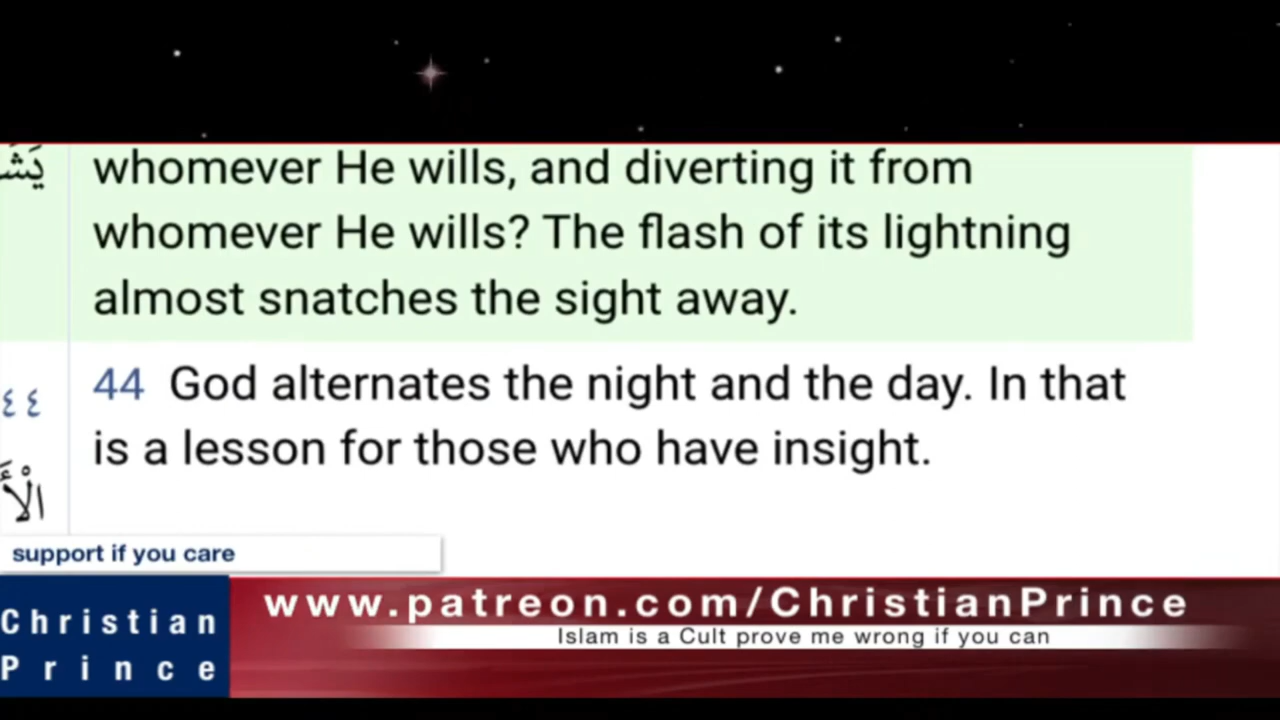 يَشَ
whomever He wills, and diverting it from
whomever He wills? The flash of its lightning
almost snatches the sight away.
٤٤
44 God alternates the night and the day. In that
is a lesson for those who have insight.
support if you care
Christian
Prince
www.patreon.com/ChristianPrince
Islam is a Cult prove me wrong if you can